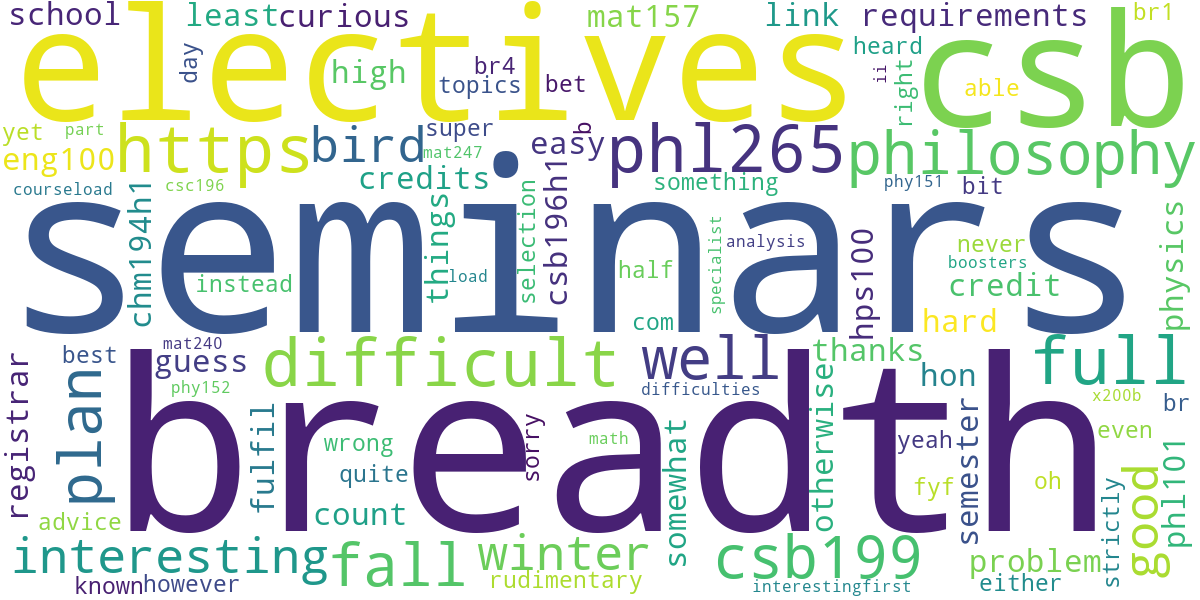 school
least
curious
mat157
link
requirements
br1
electives
csb
day
high
br4
topics
bet
heard
ii
right
able
yet
part
eng100
https
bird
super
mat247
easy
b
phl265
philosophy
courseload
csc196
credits
something
phy151
bit
seminars
chm194h1
things
instead
load
selection
csb196h1
half
com
specialist
analysis
hps100
never
boosters
credit
hard
physics
mat240
best
guess
phy152
difficult
well
difficulties
thanks
hon
full
x200b
br
registrar
plan
breadth
fulfil
wrong
quite
sorry
math
somewhat
otherwise
yeah
semester
even
fyf
oh
phl101
advice
count
strictly
good
interesting
fall
winter
csb199
problem
known
however
rudimentary
interestingfirst
either